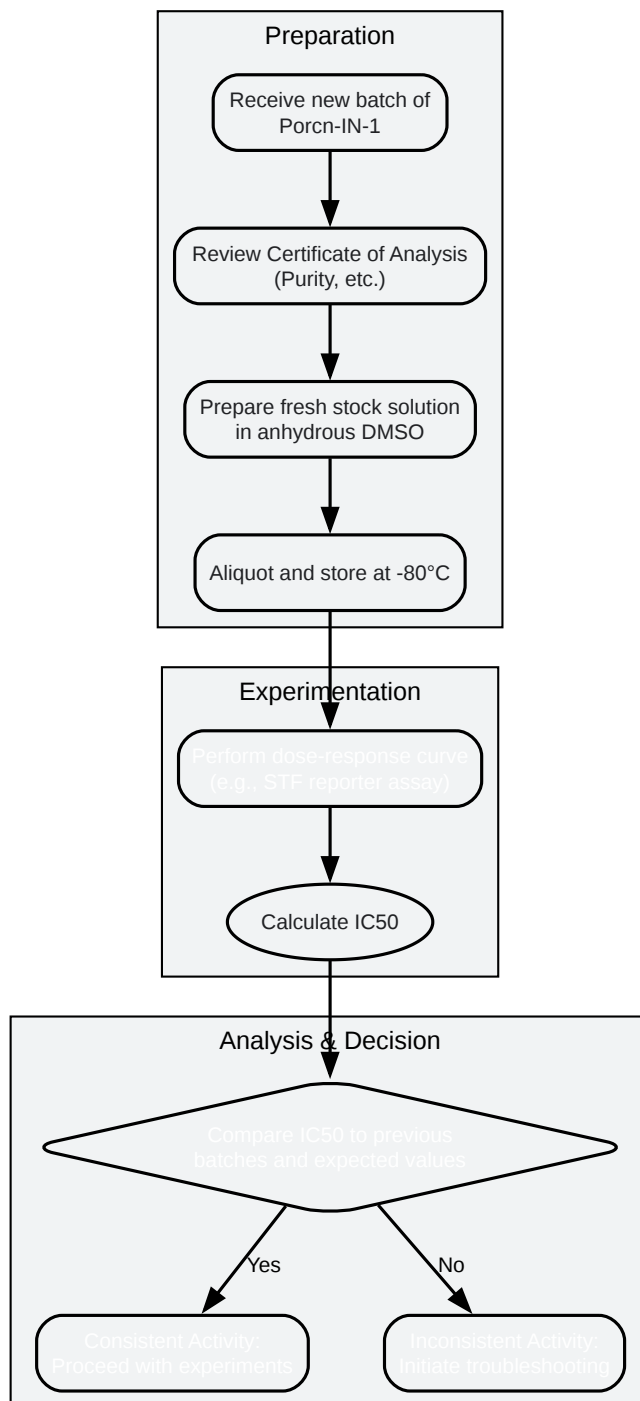 Preparation
Receive new batch of
Porcn-IN-1
Review Certificate of Analysis
(Purity, etc.)
Prepare fresh stock solution
in anhydrous DMSO
Aliquot and store at -80°C
Experimentation
Perform dose-response curve
(e.g., STF reporter assay)
Calculate IC50
Analysis & Decision
Compare IC50 to previous
batches and expected values
Yes
No
Consistent Activity:
Proceed with experiments
Inconsistent Activity:
Initiate troubleshooting